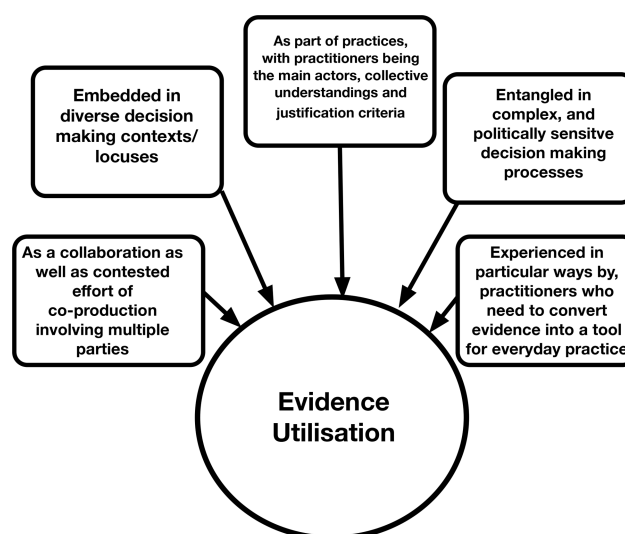 As part of practices,
with practitioners being
the main actors, collective
understandings and
justification criteria
Embedded in
diverse decision
making contexts/
locuses
Entangled in
complex, and
politically sensitve
decision making
processes
As a collaboration as
well as contested
effort of
co-production
involving multiple
parties
Experienced in
particular ways by,
practitioners who
need to convert
evidence into a tool
for everyday practice
Evidence
Utilisation